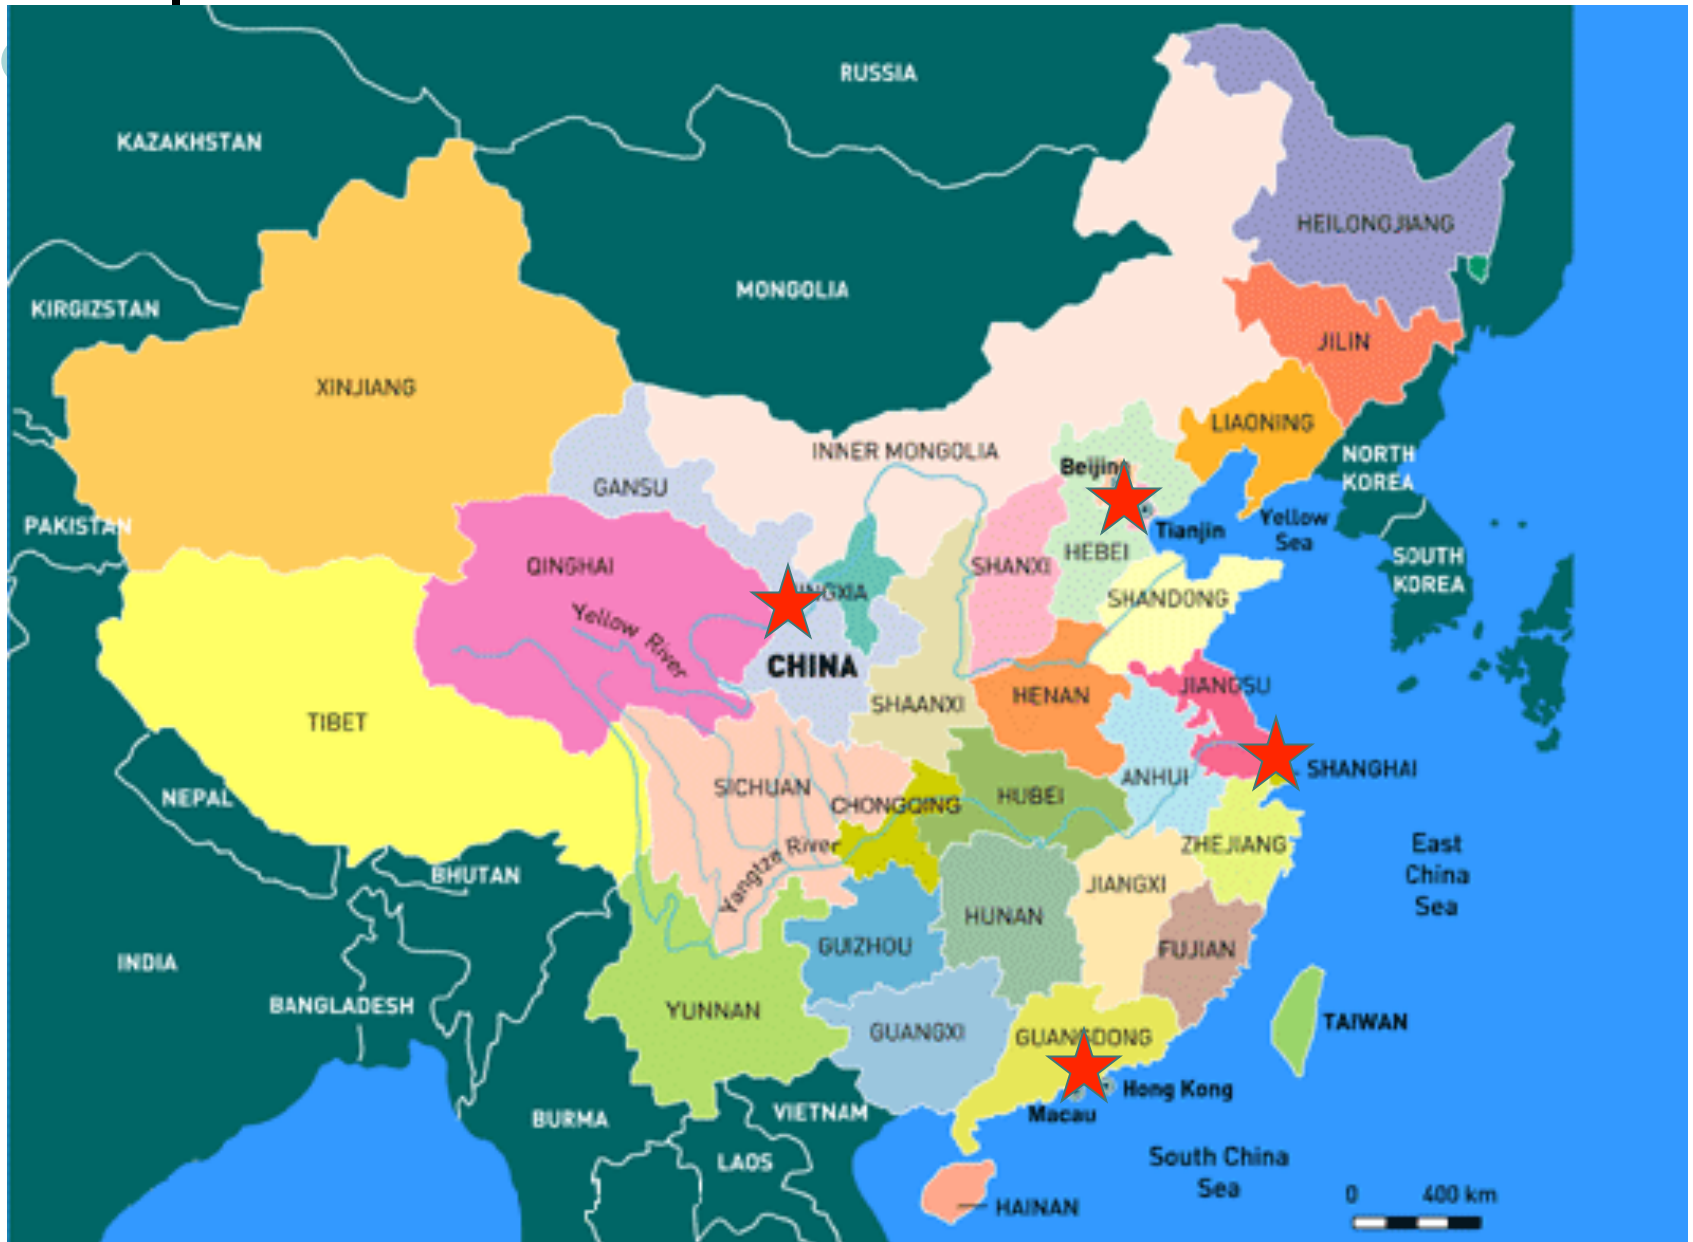 RUSSIA
KAZAKHSTAN
HEILONGJIANG
MONGOLIA
KIRGIZSTAN
JILIN
XINJIANG
LIAONING
INNER MONGOLIA
NORTH
KOREA
Beijing
GANSU
PAKISTAN
Yellow
Sea
Tianjin
HEBEI
SHANXI
QINGHAI
SOUTH
KOREA
NINGXIA
SHANDONG
Yellow River
CHINA
JIANGSU
HENAN
SHAANXI
TIBET
SHANGHAI
ANHUI
SICHUAN
HUBEI
NEPAL
CHONGQING
ZHEJIANG
Yangtze River
East
China
Sea
BHUTAN
JIANGXI
HUNAN
GUIZHOU
FUJIAN
INDIA
BANGLADESH
YUNNAN
TAIWAN
GUANGXI
GUANGDONG
Hong Kong
Macau
VIETNAM
BURMA
LAOS
South China
Sea
HAINAN
0 400 km